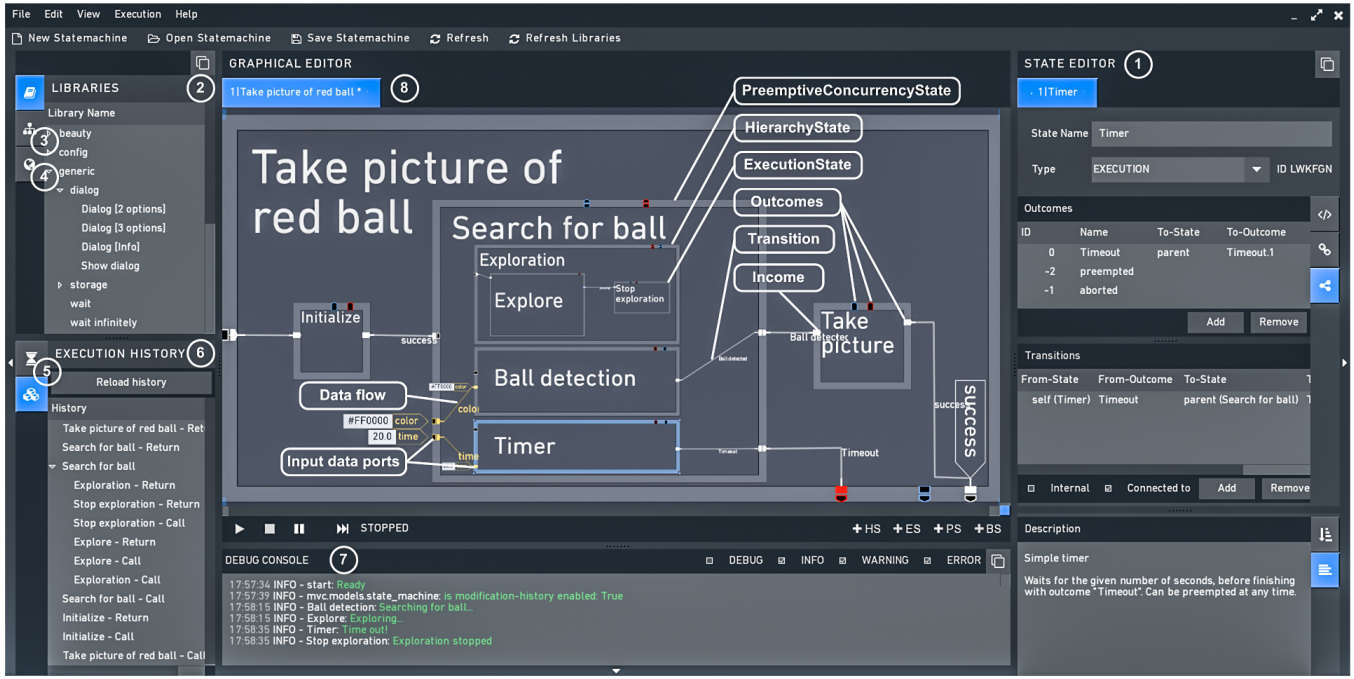 File Edit View Execution Help
New Statemachine Open Statemachine Save Statemachine Refresh Refresh Libraries
2
LIBRARIES
Library Name
3
beauty
config
4
generic
dialog
Dialog [2 options]
Dialog [3 options]
Dialog [Info]
Show dialog
storage
wait
wait infinitely
5
EXECUTION HISTORY 6
Reload history
History
Take picture of red ball - Ret
Search for ball - Return
Search for ball
Exploration - Return
Stop exploration - Return
Stop exploration - Call
Explore - Return
Explore - Call
Exploration - Call
Search for ball - Call
Initialize - Return
Initialize - Call
Take picture of red ball - Call
GRAPHICAL EDITOR
1|Take picture of red ball * 8
PreemptiveConcurrencyState
HierarchyState
ExecutionState
Outcomes
Transition
Income
Take picture of
red ball
Search for ball
Exploration
Explore
Stop
exploration
Initialize
success
Ball detection
Ball detected
Ball detected
Take
picture
Data flow
#FF0000 color
color
#FF0000 color
20.0 time
time
Input data ports
Timer
Timeout
Timeout
success
success
STOPPED
+HS +ES +PS +BS
DEBUG CONSOLE 7 DEBUG INFO WARNING ERROR
17:57:34 INFO - start: Ready
17:57:39 INFO - mvc.models.state_machine: is modification-history enabled: True
17:58:15 INFO - Ball detection: Searching for ball...
17:58:15 INFO - Explore: Exploring...
17:58:35 INFO - Timer: Time out!
17:58:35 INFO - Stop exploration: Exploration stopped
STATE EDITOR 1
1|Timer
State Name Timer
Type EXECUTION ID LWKFGN
Outcomes
ID Name To-State To-Outcome
0 Timeout parent Timeout.1
-2 preempted
-1 aborted
Add Remove
Transitions
From-State From-Outcome To-State T
self (Timer) Timeout parent (Search for ball) T
Internal Connected to Add Remove
Description
Simple timer
Waits for the given number of seconds, before finishing
with outcome "Timeout". Can be preempted at any time.